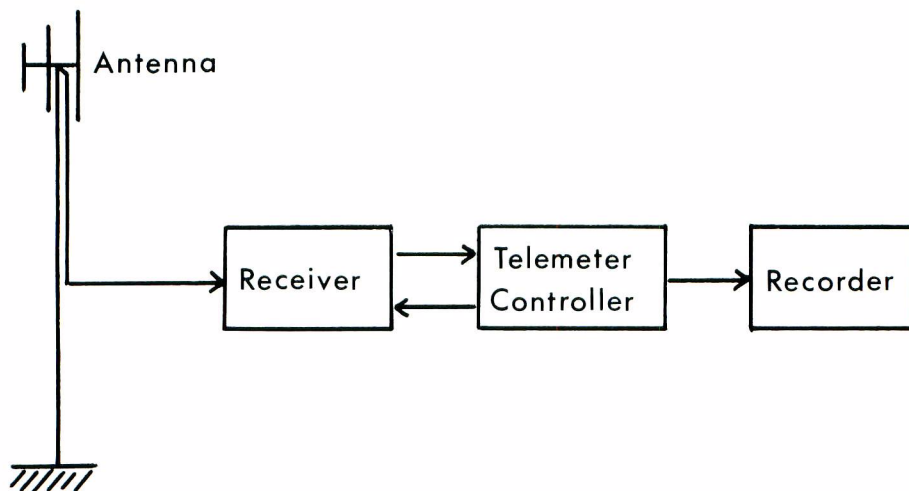 Antenna
Receiver
Telemeter
Controller
Recorder